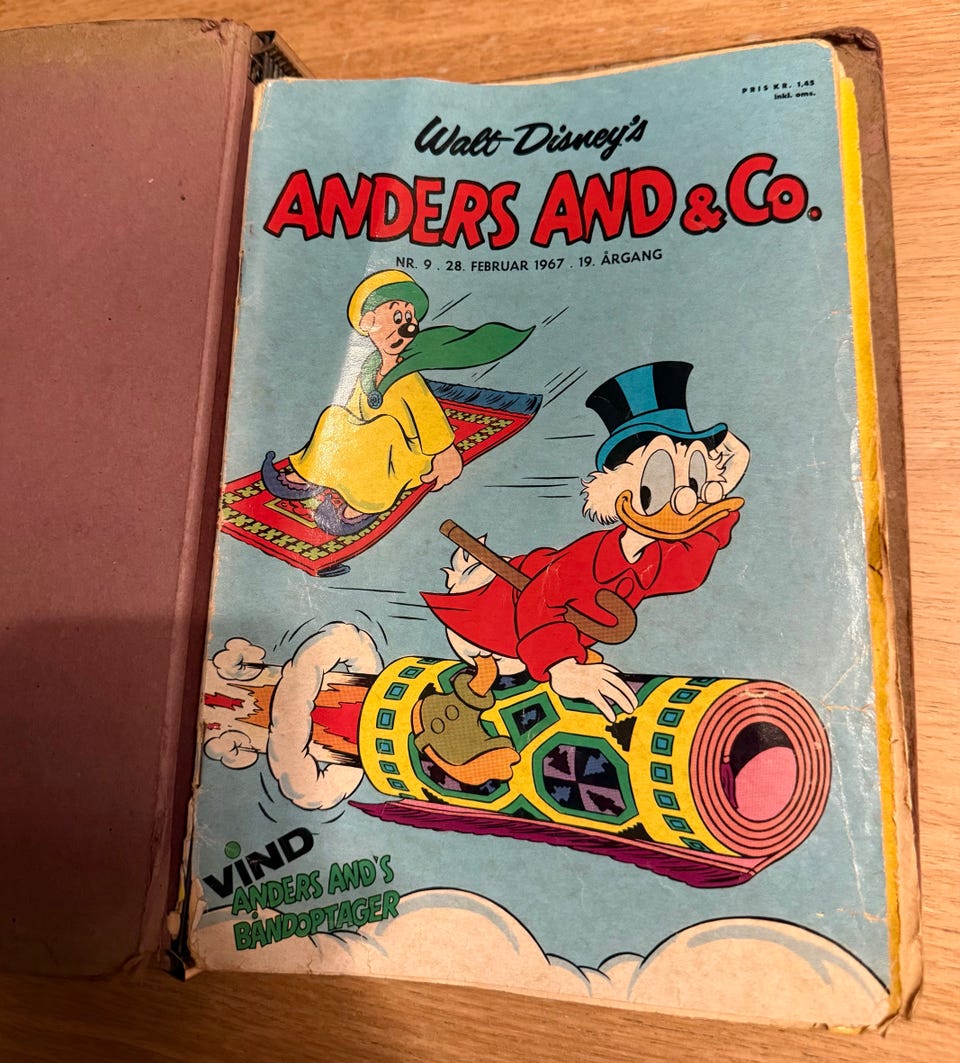 PRIS KR. 1,45
inkl. oms.
Walt Disney's
ANDERS AND & Co.
NR. 9 . 28. FEBRUAR 1967 . 19. ÅRGANG
VIND
ANDERS AND'S
BÅNDOPTAGER